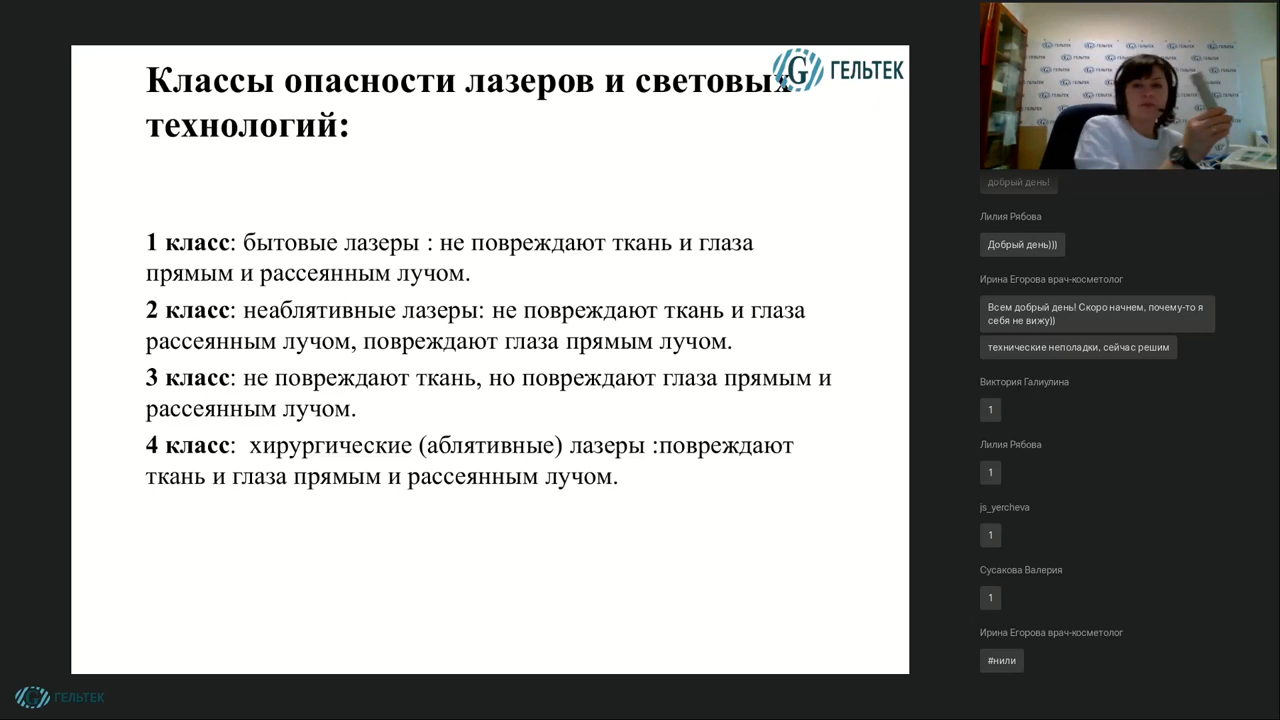 Классы опасности лазеров и световых
технологий:
ГЕЛЬТЕК
1 класс: бытовые лазеры : не повреждают ткань и глаза
прямым и рассеянным лучом.
2 класс: неаблятивные лазеры: не повреждают ткань и глаза
рассеянным лучом, повреждают глаза прямым лучом.
3 класс: не повреждают ткань, но повреждают глаза прямым и
рассеянным лучом.
4 класс:  хирургические (аблятивные) лазеры :повреждают
ткань и глаза прямым и рассеянным лучом.
ГЕЛЬТЕК
добрый день!
Лилия Рябова
Добрый день)))
Ирина Егорова врач-косметолог
Всем добрый день! Скоро начнем, почему-то я
себя не вижу))
технические неполадки, сейчас решим
Виктория Галиулина
1
Лилия Рябова
1
js_yercheva
1
Сусакова Валерия
1
Ирина Егорова врач-косметолог
#нили